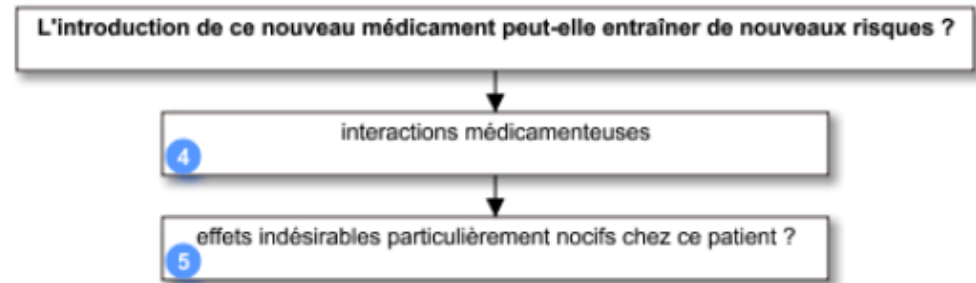 L'introduction de ce nouveau médicament peut-elle entraîner de nouveaux risques ?
interactions médicamenteuses
4
effets indésirables particulièrement nocifs chez ce patient ?
5